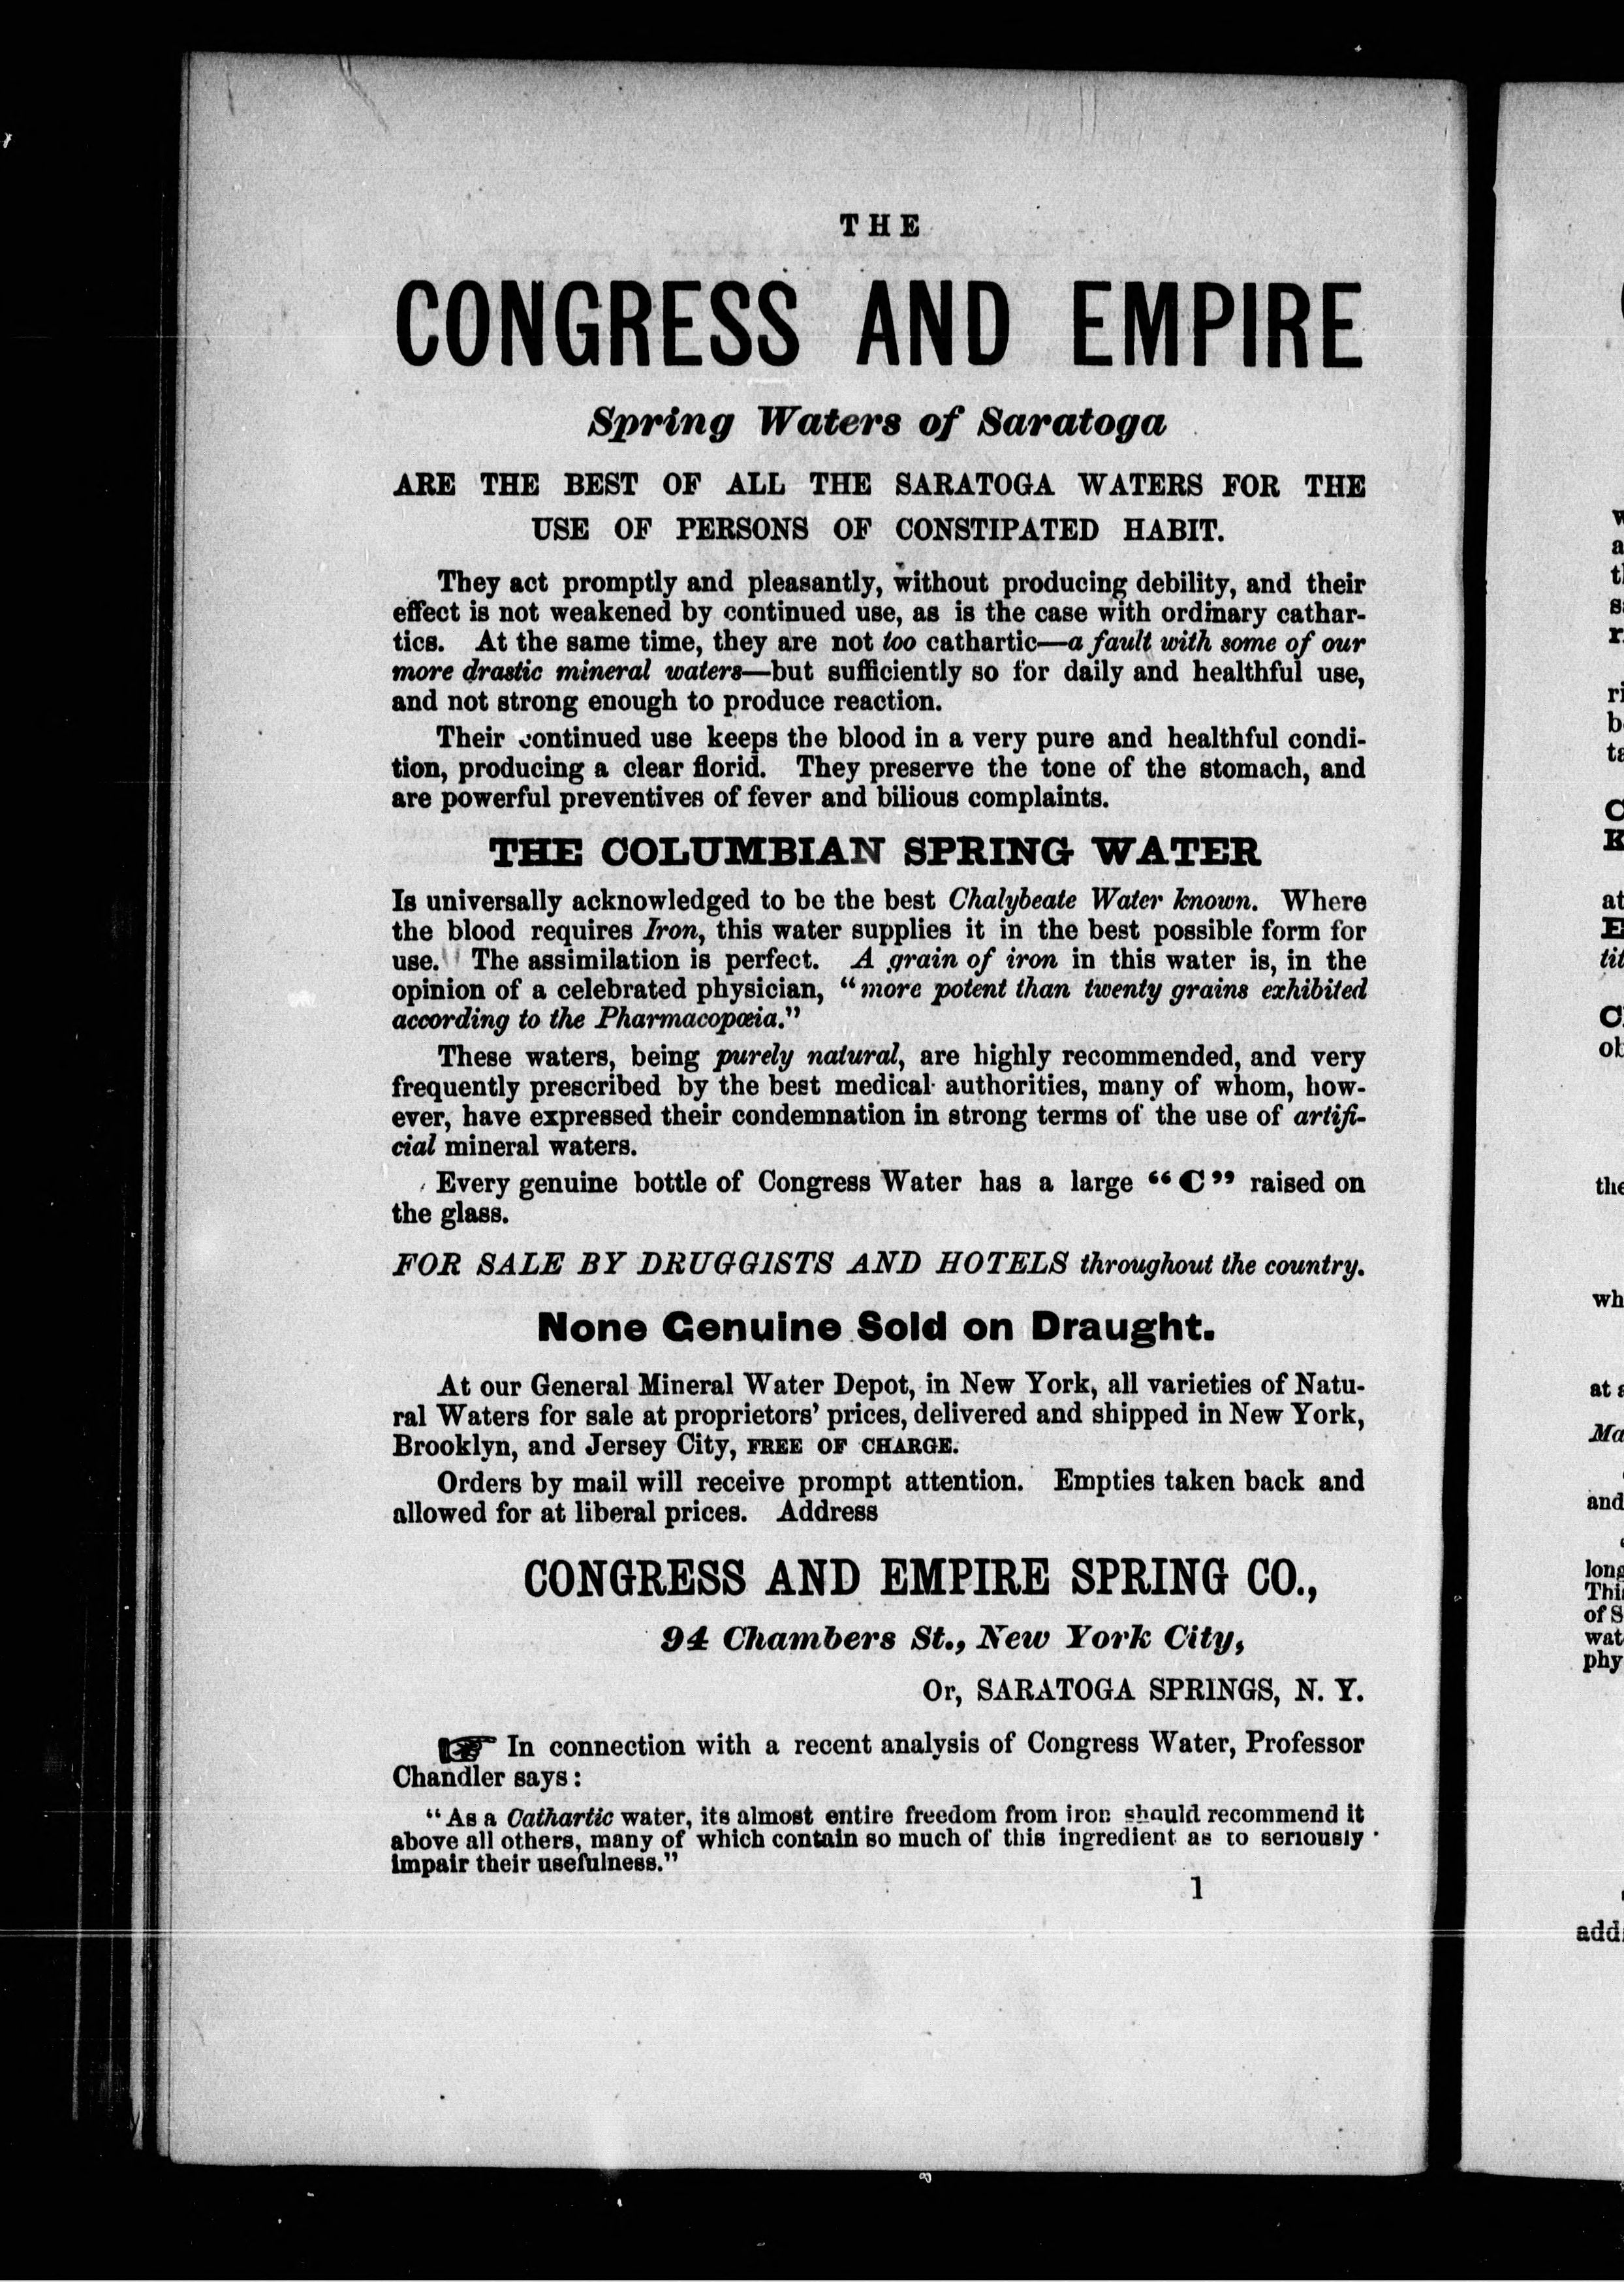 THE
CONGRESS AND EMPIRE
Spring Waters of Saratoga
ARE THE BEST OF ALL THE SARATOGA WATERS FOR THE
USE OF PERSONS OF CONSTIPATED HABIT.
They act promptly and pleasantly, without producing debility, and their
effect is not weakened by continued use, as is the case with ordinary cathar-
tics. At the same time, they are not too cathartic—a fault with some of our
more drastic mineral waters—but sufficiently so for daily and healthful use,
and not strong enough to produce reaction.
Their continued use keeps the blood in a very pure and healthful condi-
tion, producing a clear florid. They preserve the tone of the stomach, and
are powerful preventives of fever and bilious complaints.
THE COLUMBIAN SPRING WATER
Is universally acknowledged to be the best Chalybeate Water known. Where
the blood requires Iron, this water supplies it in the best possible form for
use. The assimilation is perfect. A grain of iron in this water is, in the
opinion of a celebrated physician, "more potent than twenty grains exhibited
according to the Pharmacopœia."
These waters, being purely natural, are highly recommended, and very
frequently prescribed by the best medical authorities, many of whom, how-
ever, have expressed their condemnation in strong terms of the use of artifi-
cial mineral waters.
Every genuine bottle of Congress Water has a large "C" raised on
the glass.
FOR SALE BY DRUGGISTS AND HOTELS throughout the country.
None Genuine Sold on Draught.
At our General Mineral Water Depot, in New York, all varieties of Natu-
ral Waters for sale at proprietors' prices, delivered and shipped in New York,
Brooklyn, and Jersey City, FREE OF CHARGE.
Orders by mail will receive prompt attention. Empties taken back and
allowed for at liberal prices. Address
CONGRESS AND EMPIRE SPRING CO.,
94 Chambers St., New York City,
Or, SARATOGA SPRINGS, N. Y.
☞ In connection with a recent analysis of Congress Water, Professor
Chandler says:
"As a Cathartic water, its almost entire freedom from iron should recommend it
above all others, many of which contain so much of this ingredient as to seriously
impair their usefulness."
1